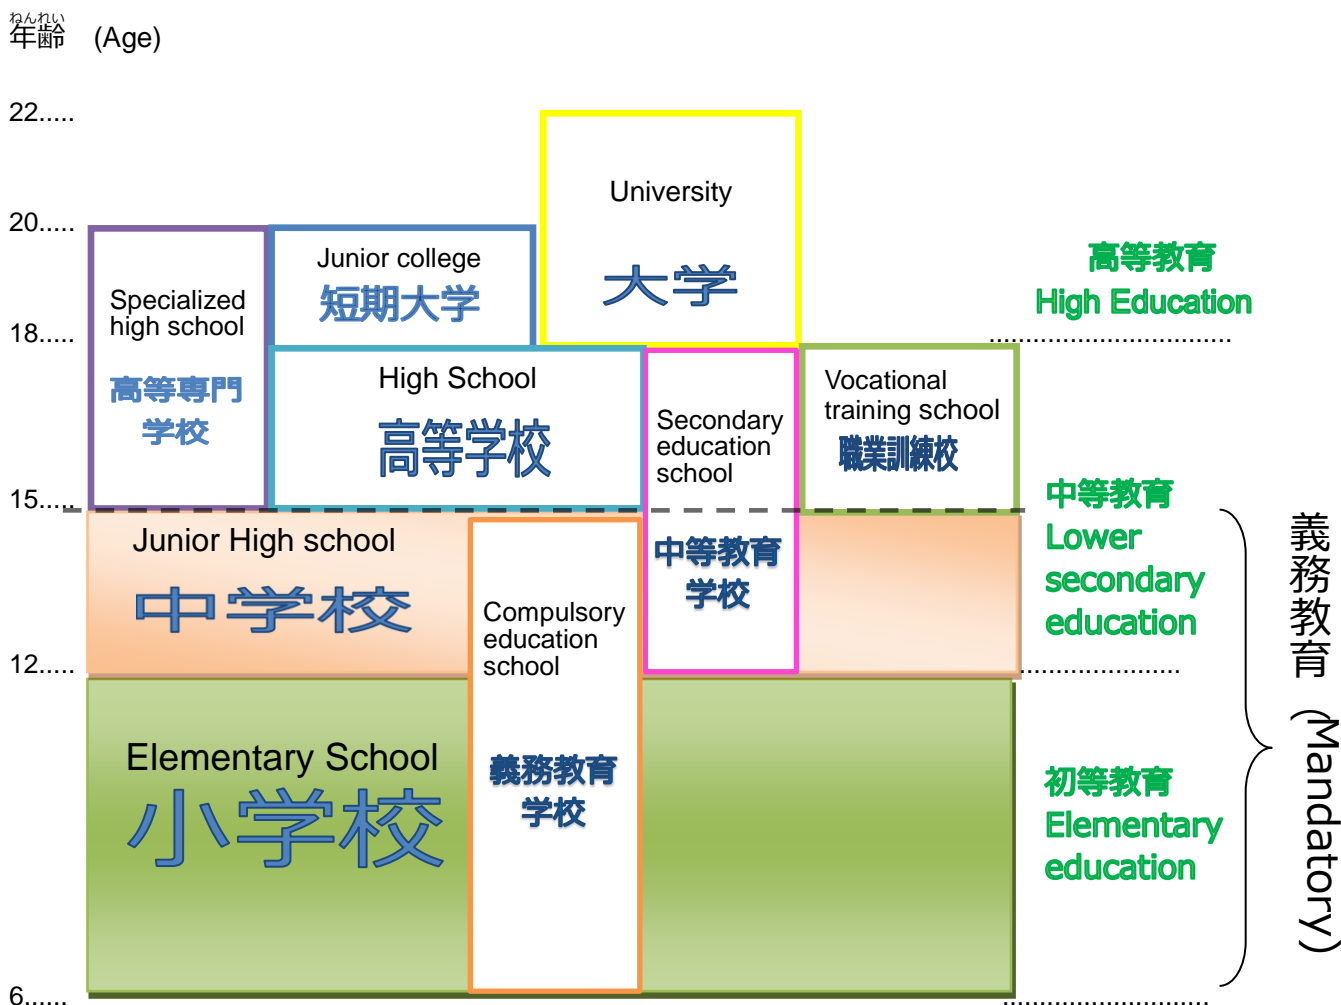 ねんれい
年齢 (Age)
22.....
University
大学
20.....
Junior college
短期大学
Specialized
high school
高等専門
学校
高等教育
High Education
18.....
High School
高等学校
Secondary
education
school
中等教育
学校
Vocational
training school
職業訓練校
15.....
中等教育
Lower
secondary
education
Junior High school
中学校
Compulsory
education
school
義務教育
学校
12.....
Elementary School
小学校
初等教育
Elementary
education
義務教育 (Mandatory)
6......